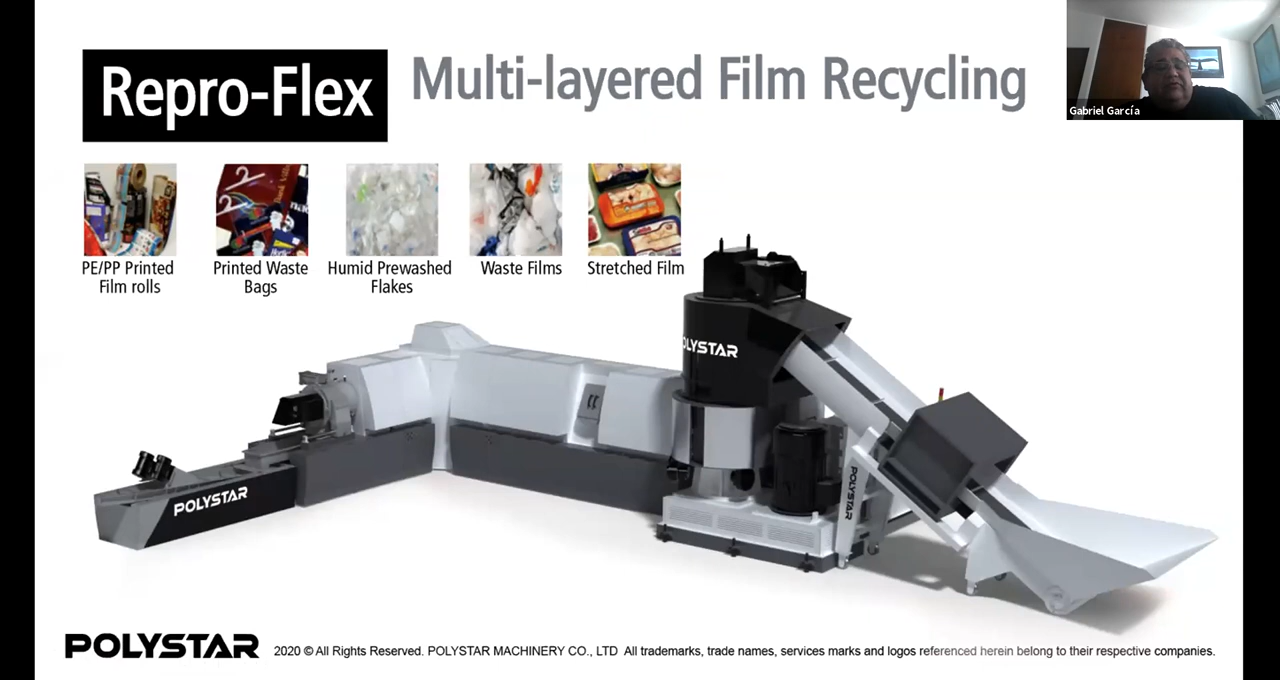 Repro-Flex
Multi-layered Film Recycling
Gabriel García
PE/PP Printed
Film rolls
Printed Waste
Bags
Humid Prewashed
Flakes
Waste Films
Stretched Film
POLYSTAR
POLYSTAR
POLYSTAR
POLYSTAR
2020 © All Rights Reserved. POLYSTAR MACHINERY CO., LTD All trademarks, trade names, services marks and logos referenced herein belong to their respective companies.